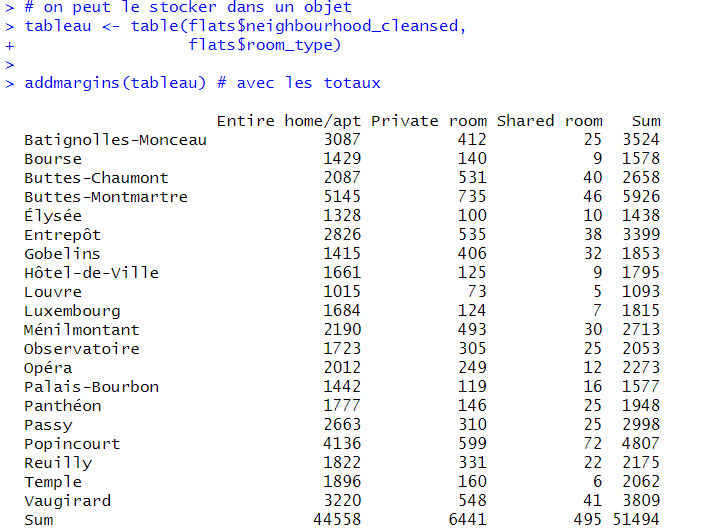 > # on peut le stocker dans un objet
> tableau <- table(flats$neighbourhood_cleansed,
+                  flats$room_type)
>
> addmargins(tableau) # avec les totaux
Entire home/apt Private room Shared room Sum
Batignolles-Monceau 3087 412 25 3524
Bourse 1429 140 9 1578
Buttes-Chaumont 2087 531 40 2658
Buttes-Montmartre 5145 735 46 5926
Élysée 1328 100 10 1438
Entrepôt 2826 535 38 3399
Gobelins 1415 406 32 1853
Hôtel-de-Ville 1661 125 9 1795
Louvre 1015 73 5 1093
Luxembourg 1684 124 7 1815
Ménilmontant 2190 493 30 2713
Observatoire 1723 305 25 2053
Opéra 2012 249 12 2273
Palais-Bourbon 1442 119 16 1577
Panthéon 1777 146 25 1948
Passy 2663 310 25 2998
Popincourt 4136 599 72 4807
Reuilly 1822 331 22 2175
Temple 1896 160 6 2062
Vaugirard 3220 548 41 3809
Sum 44558 6441 495 51494